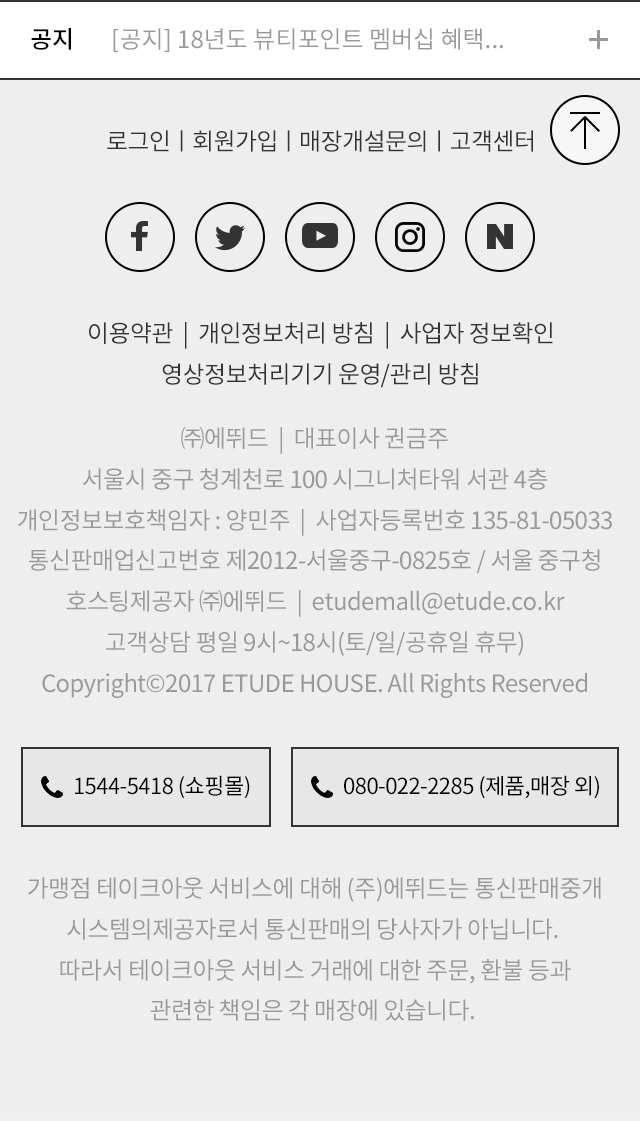 공지 [공지] 18년도 뷰티포인트 멤버십 혜택...
로그인 | 회원가입 | 매장개설문의 | 고객센터
이용약관 | 개인정보처리 방침 | 사업자 정보확인
영상정보처리기기 운영/관리 방침
㈜에뛰드 | 대표이사 권금주
서울시 중구 청계천로 100 시그니처타워 서관 4층
개인정보보호책임자 : 양민주 | 사업자등록번호 135-81-05033
통신판매업신고번호 제2012-서울중구-0825호 / 서울 중구청
호스팅제공자 ㈜에뛰드 | etudemall@etude.co.kr
고객상담 평일 9시~18시(토/일/공휴일 휴무)
Copyright©2017 ETUDE HOUSE. All Rights Reserved
1544-5418 (쇼핑몰) 080-022-2285 (제품,매장 외)
가맹점 테이크아웃 서비스에 대해 (주)에뛰드는 통신판매중개
시스템의제공자로서 통신판매의 당사자가 아닙니다.
따라서 테이크아웃 서비스 거래에 대한 주문, 환불 등과
관련한 책임은 각 매장에 있습니다.